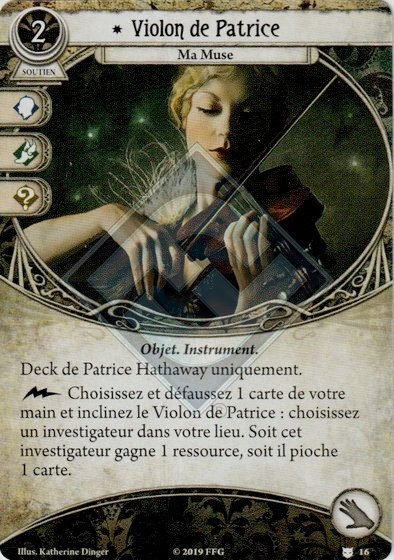 2
Violon de Patrice
SOUTIEN
Ma Muse
Objet. Instrument.
Deck de Patrice Hathaway uniquement.
Choisissez et défaussez 1 carte de votre
main et inclinez le Violon de Patrice : choisissez
un investigateur dans votre lieu. Soit cet
investigateur gagne 1 ressource, soit il pioche
1 carte.
Illus. Katherine Dinger
© 2019 FFG
16